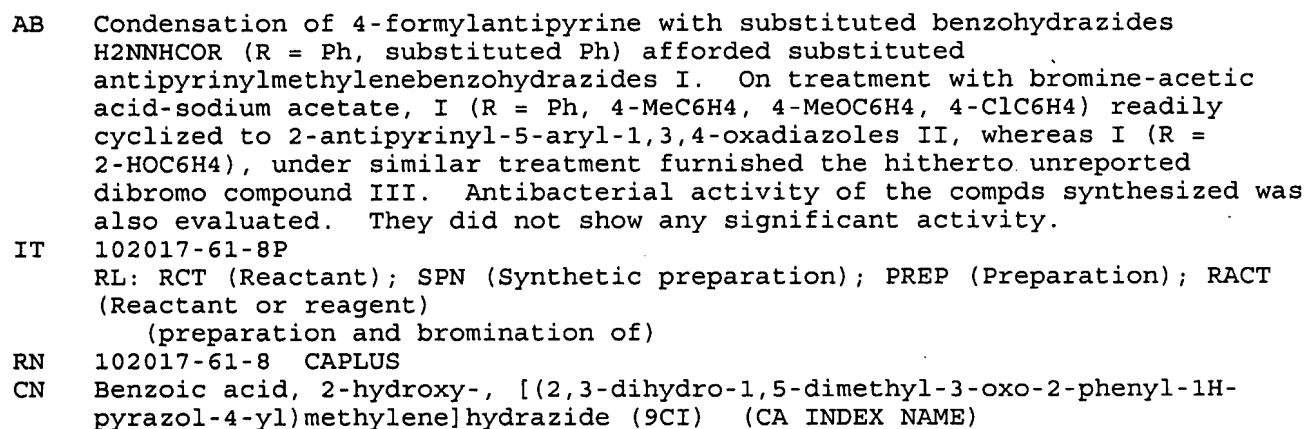 AB Condensation of 4-formylantipyrine with substituted benzohydrazides
H2NNHCOR (R = Ph, substituted Ph) afforded substituted
antipyrinylmethylenebenzohydrazides I. On treatment with bromine-acetic
acid-sodium acetate, I (R = Ph, 4-MeC6H4, 4-MeOC6H4, 4-ClC6H4) readily
cyclized to 2-antipyrinyl-5-aryl-1,3,4-oxadiazoles II, whereas I (R =
2-HOC6H4), under similar treatment furnished the hitherto unreported
dibromo compound III. Antibacterial activity of the compds synthesized was
also evaluated. They did not show any significant activity.
IT 102017-61-8P
RL: RCT (Reactant); SPN (Synthetic preparation); PREP (Preparation); RACT
(Reactant or reagent)
(preparation and bromination of)
RN 102017-61-8 CAPLUS
CN Benzoic acid, 2-hydroxy-, [(2,3-dihydro-1,5-dimethyl-3-oxo-2-phenyl-1H-
pyrazol-4-yl)methylene]hydrazide (9CI) (CA INDEX NAME)